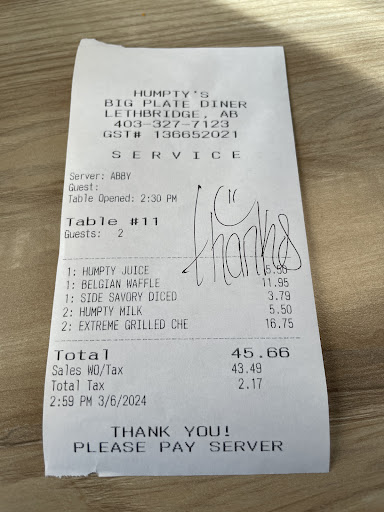 HUMPTY'S
BIG PLATE DINER
LETHBRIDGE, AB
403-327-7123
GST# 136652021
SERVICE
Server: ABBY
Guest:
Table Opened: 2:30 PM
Table #11
Guests: 2
thanks
1: HUMPTY JUICE 5.50
1: BELGIAN WAFFLE 11.95
1: SIDE SAVORY DICED 3.79
2: HUMPTY MILK 5.50
2: EXTREME GRILLED CHE 16.75
Total 45.66
Sales WO/Tax 43.49
Total Tax 2.17
2:59 PM 3/6/2024
THANK YOU!
PLEASE PAY SERVER